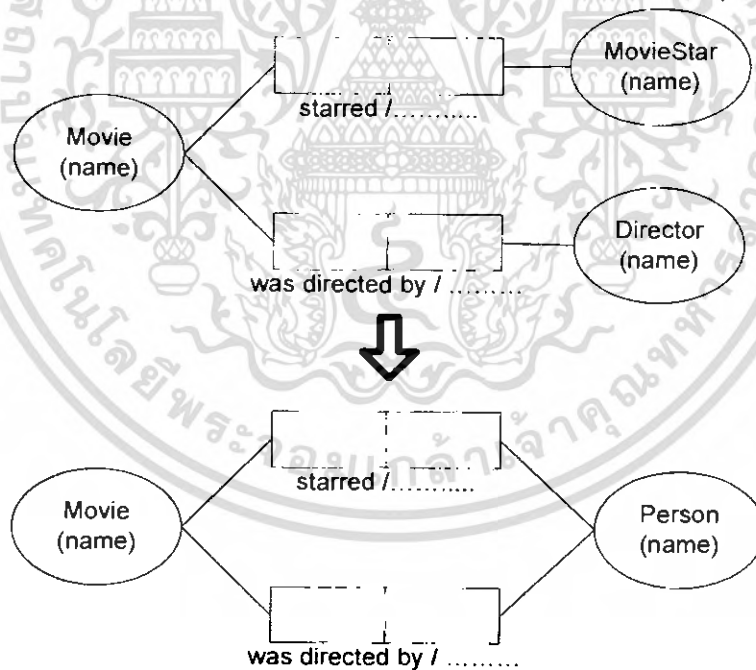 MovieStar
(name)
starred /...........
Movie
(name)
Director
(name)
was directed by / .........
Movie
(name)
starred /...........
Person
(name)
was directed by / .........